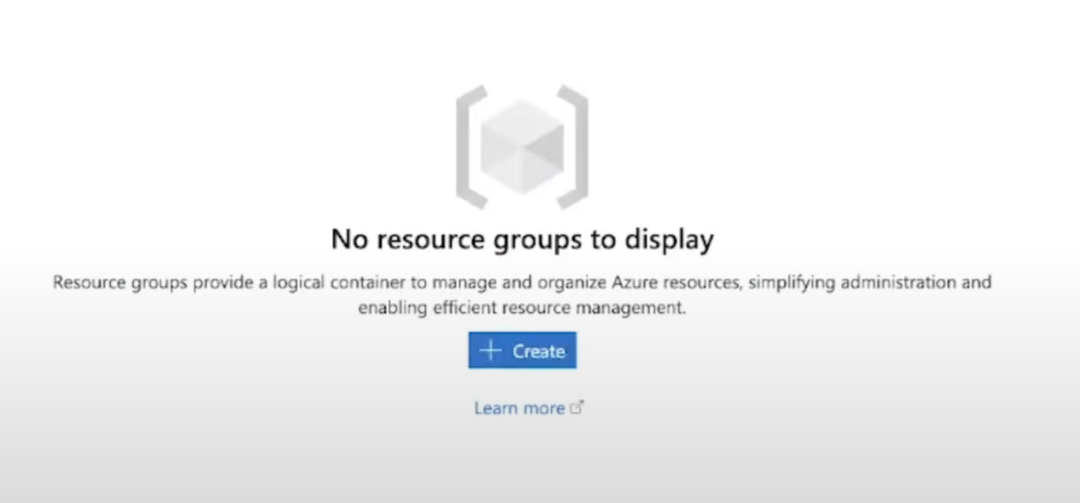 No resource groups to display
Resource groups provide a logical container to manage and organize Azure resources, simplifying administration and
enabling efficient resource management.
Create
Learn more